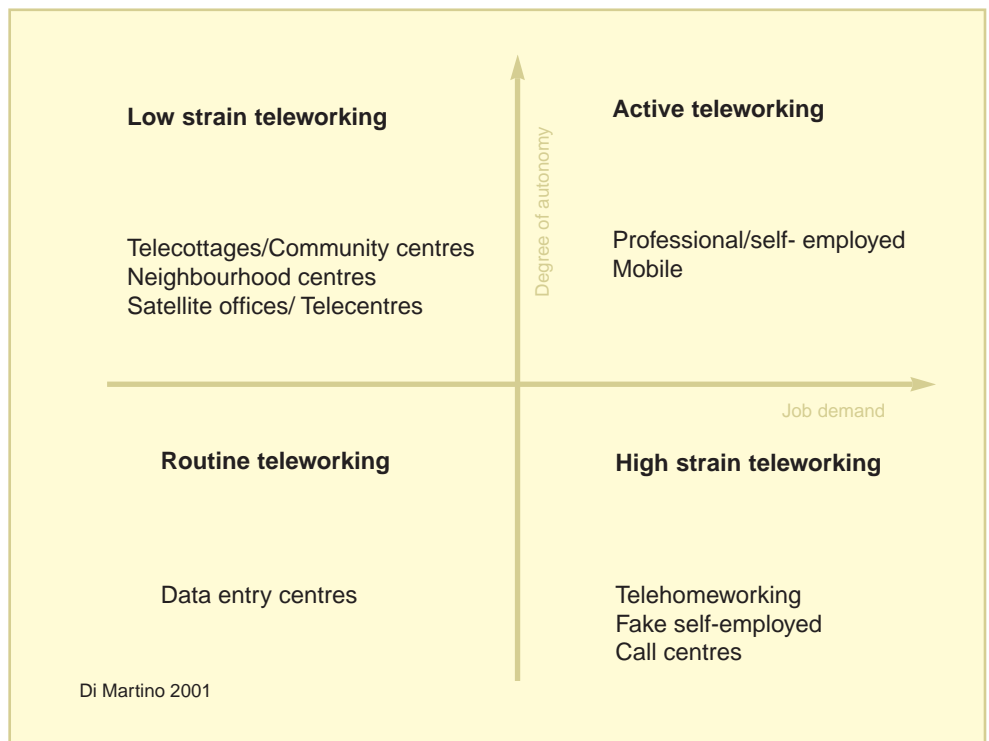 Low strain teleworking
Telecottages/Community centres
Neighbourhood centres
Satellite offices/ Telecentres
Degree of autonomy
Active teleworking
Professional/self- employed
Mobile
Job demand
Routine teleworking
Data entry centres
High strain teleworking
Telehomeworking
Fake self-employed
Call centres
Di Martino 2001